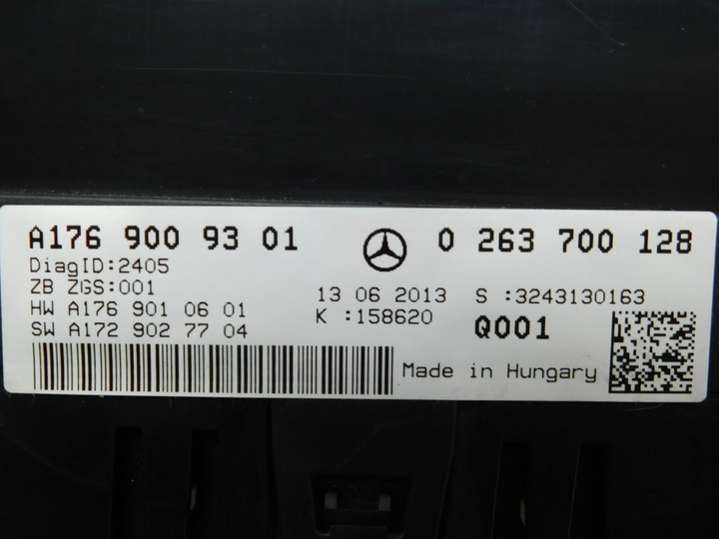 A176 900 93 01 0 263 700 128
DiagID:2405
ZB ZGS:001 13 06 2013 S :3243130163
HW A176 901 06 01 K :158620 Q001
SW A172 902 77 04
Made in Hungary